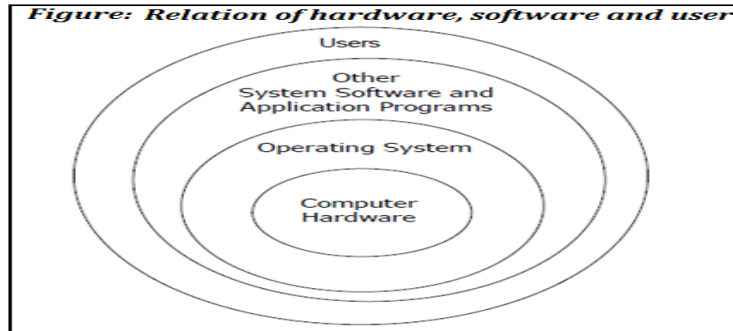 Figure: Relation of hardware, software and user
Users
Other
System Software and
Application Programs
Operating System
Computer
Hardware